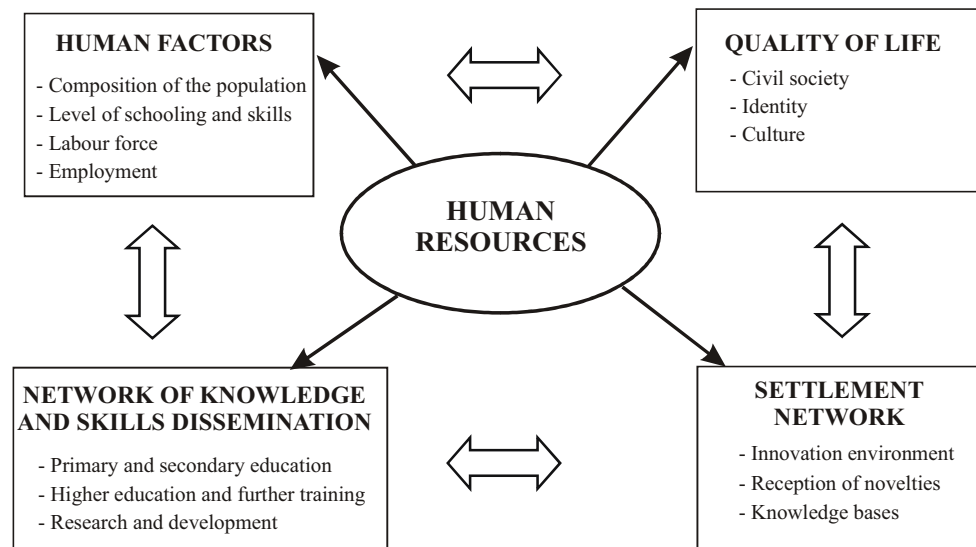 HUMAN FACTORS
- Composition of the population
- Level of schooling and skills
- Labour force
- Employment
QUALITY OF LIFE
- Civil society
- Identity
- Culture
HUMAN
RESOURCES
NETWORK OF KNOWLEDGE
AND SKILLS DISSEMINATION
- Primary and secondary education
- Higher education and further training
- Research and development
SETTLEMENT
NETWORK
- Innovation environment
- Reception of novelties
- Knowledge bases